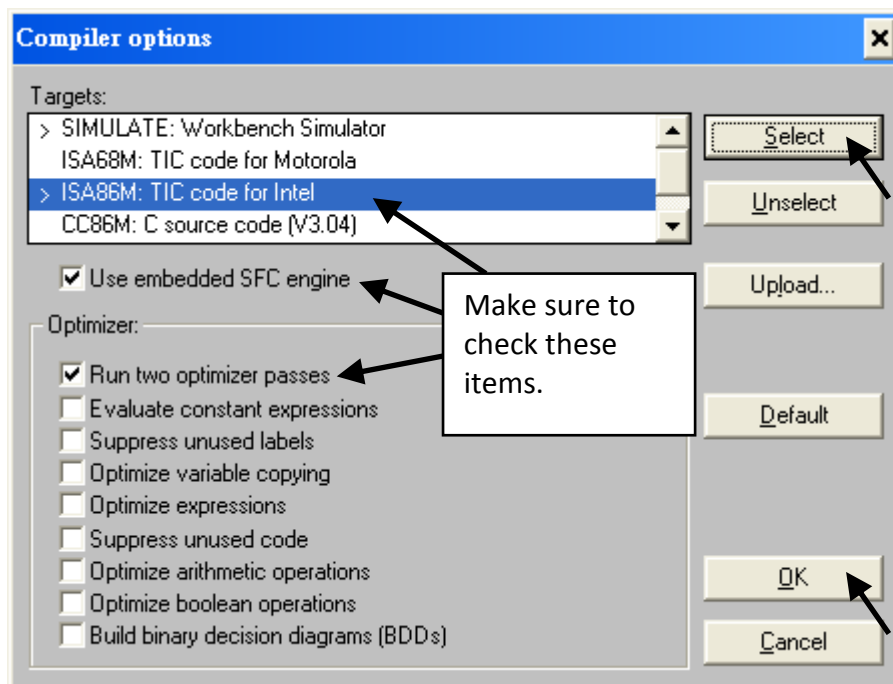 Compiler options
Targets:
> SIMULATE: Workbench Simulator
ISA68M: TIC code for Motorola
> ISA86M: TIC code for Intel
CC86M: C source code (V3.04)
Select
Unselect
Use embedded SFC engine
Upload...
Make sure to
check these
items.
Optimizer:
Run two optimizer passes
Evaluate constant expressions
Suppress unused labels
Optimize variable copying
Optimize expressions
Suppress unused code
Optimize arithmetic operations
Optimize boolean operations
Build binary decision diagrams (BDDs)
Default
OK
Cancel